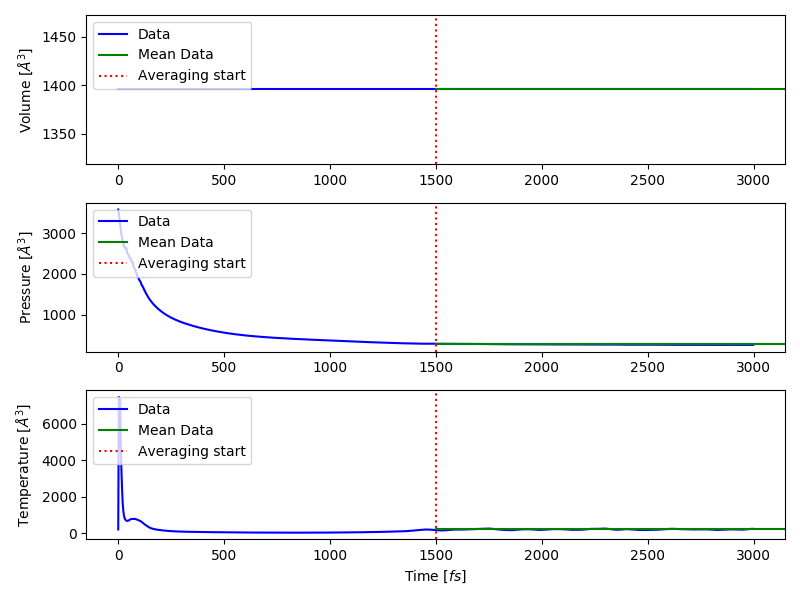 Volume [Å³]
1450
1400
1350
Data
Mean Data
Averaging start
0 500 1000 1500 2000 2500 3000
Pressure [Å³]
3000
2000
1000
Data
Mean Data
Averaging start
0 500 1000 1500 2000 2500 3000
Temperature [Å³]
6000
4000
2000
0
Data
Mean Data
Averaging start
0 500 1000 1500 2000 2500 3000
Time [fs]